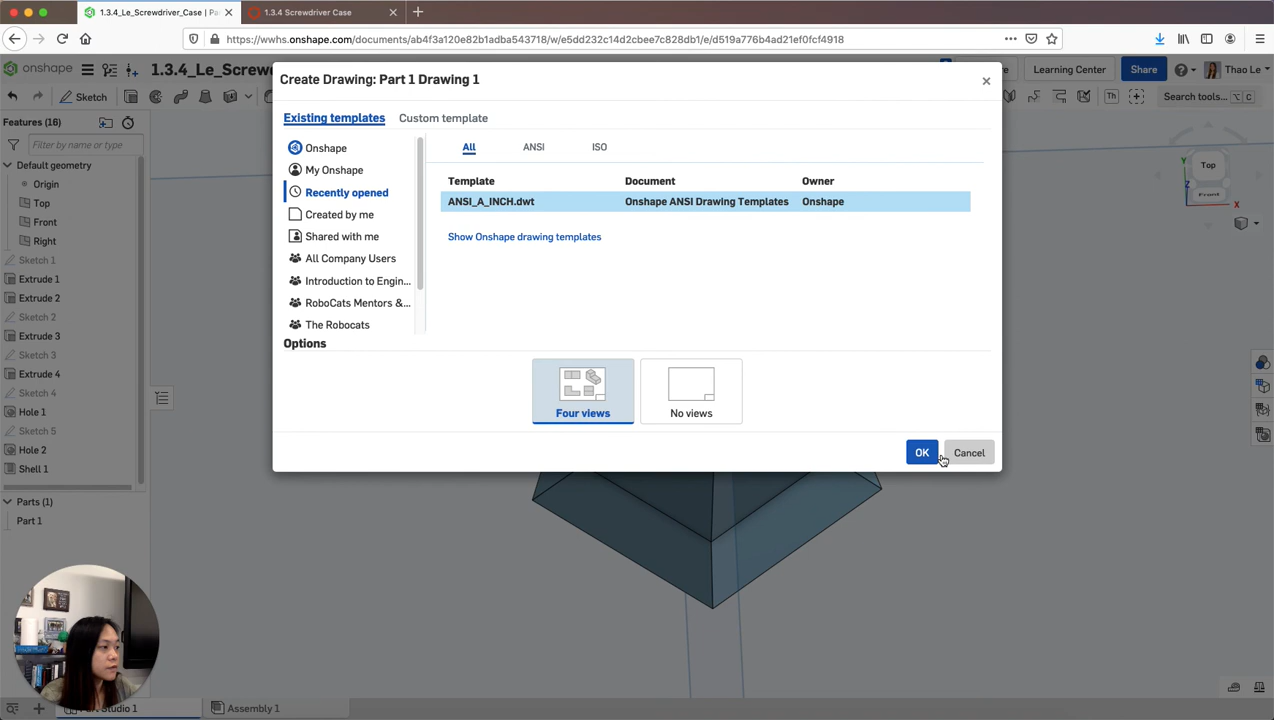 1.3.4_Le_Screwdriver_Case | Pa
1.3.4 Screwdriver Case
https://wwhs.onshape.com/documents/ab4f3a120e82b1adba543718/w/e5dd232c14d2cbee7c828db1/e/d519a776b4ad21ef0fcf4918
onshape
1.3.4_Le_Screw
Learning Center
Share
Thao Le
Sketch
Th
Search tools...
⌥ C
Create Drawing: Part 1 Drawing 1
Features (16)
Filter by name or type
Default geometry
Origin
Top
Front
Right
Sketch 1
Extrude 1
Extrude 2
Sketch 2
Extrude 3
Sketch 3
Extrude 4
Sketch 4
Hole 1
Sketch 5
Hole 2
Shell 1
Parts (1)
Part 1
Existing templates
Custom template
Onshape
My Onshape
Recently opened
Created by me
Shared with me
All Company Users
Introduction to Engin...
RoboCats Mentors &...
The Robocats
All
ANSI
ISO
Template
Document
Owner
ANSI_A_INCH.dwt
Onshape ANSI Drawing Templates
Onshape
Show Onshape drawing templates
Options
Four views
No views
OK
Cancel
Top
Front
Y
Z
X
Studio 1
Assembly 1